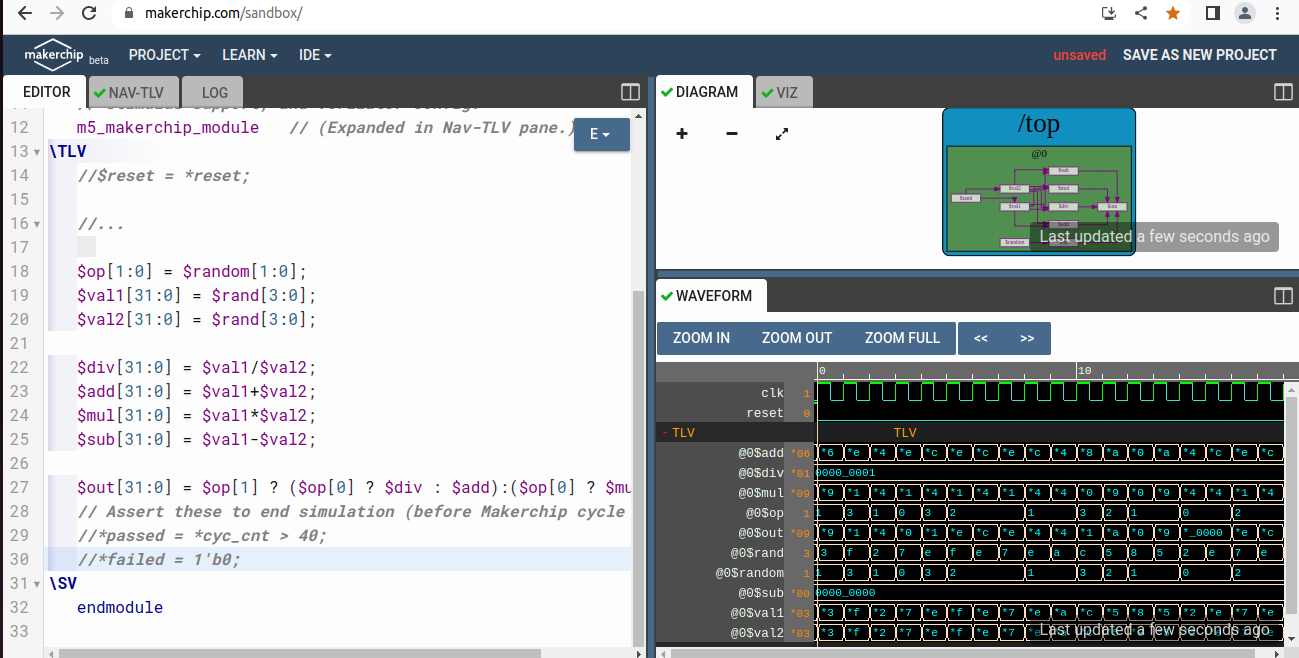 makerchip.com/sandbox/
makerchip beta PROJECT LEARN IDE unsaved SAVE AS NEW PROJECT
EDITOR NAV-TLV LOG
12 m5_makerchip_module // (Expanded in Nav-TLV pane.)
E
13 \TLV
14 //$reset = *reset;
15
16 //...
17
18 $op[1:0] = $random[1:0];
19 $val1[31:0] = $rand[3:0];
20 $val2[31:0] = $rand[3:0];
21
22 $div[31:0] = $val1/$val2;
23 $add[31:0] = $val1+$val2;
24 $mul[31:0] = $val1*$val2;
25 $sub[31:0] = $val1-$val2;
26
27 $out[31:0] = $op[1] ? ($op[0] ? $div : $add):($op[0] ? $mu
28 // Assert these to end simulation (before Makerchip cycle
29 //*passed = *cyc_cnt > 40;
30 //*failed = 1'b0;
31 \SV
32 endmodule
33
DIAGRAM VIZ
+ −
/top
@0
$sub
$val2 $mul
$rand
$val1 $div $out
$random
Last updated a few seconds ago
WAVEFORM
ZOOM IN ZOOM OUT ZOOM FULL << >>
0 10
clk 1
reset 0
- TLV TLV
@0$add *06 *6 *e *4 *e *c *e *c *e *c *4 *8 *a *0 *a *4 *c *e *c
@0$div *01 0000_0001
@0$mul *09 *9 *1 *4 *1 *4 *1 *4 *1 *4 *4 *0 *9 *0 *9 *4 *4 *1 *4
@0$op 1 1 3 1 0 3 2 1 3 2 1 0 2
@0$out *09 *9 *1 *4 *0 *1 *e *c *e *4 *4 *1 *a *0 *9 *_0000 *e *c
@0$rand 3 3 f 2 7 e f e 7 e a c 5 8 5 2 e 7 e
@0$random 1 1 3 1 0 3 2 1 3 2 1 0 2
@0$sub *00 0000_0000
@0$val1 *03 *3 *f *2 *7 *e *f *e *7 *e *a *c *5 *8 *5 *2 *e *7 *e
@0$val2 *03 *3 *f *2 *7 *e *f *e *7
Last updated a few seconds ago